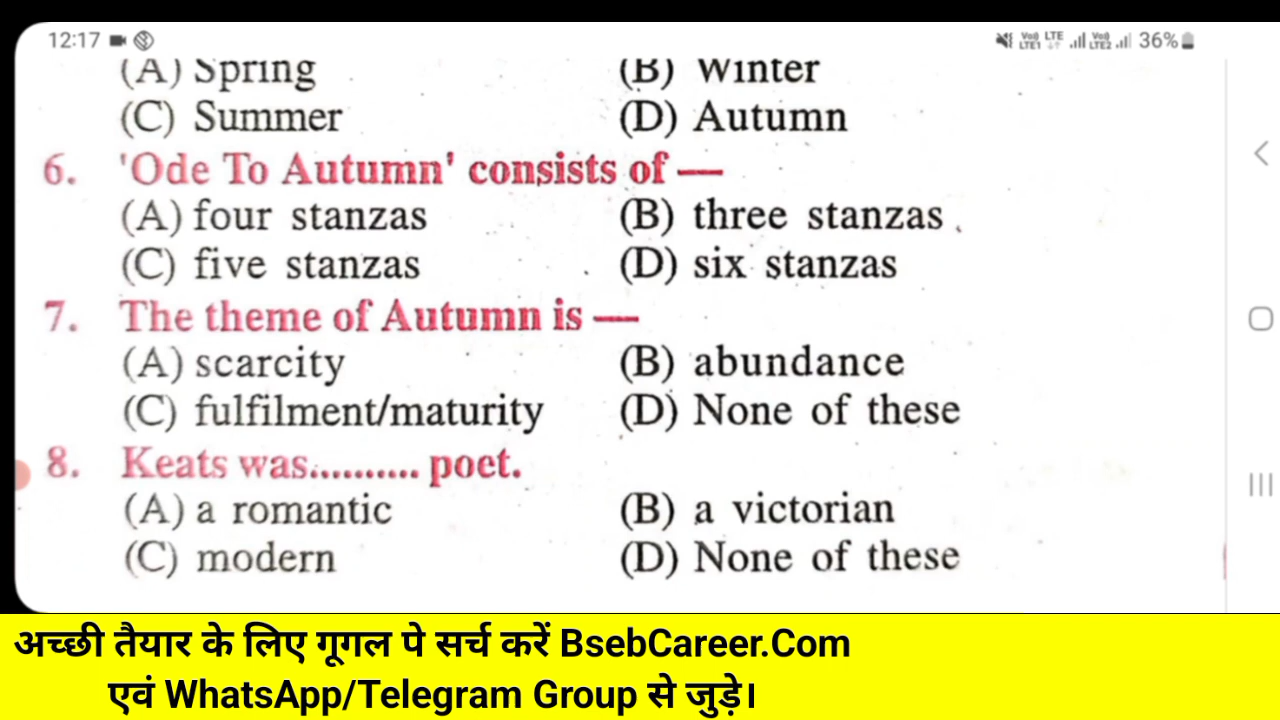 12:17 36%
(A) Spring (B) Winter
(C) Summer (D) Autumn
6. 'Ode To Autumn' consists of —
(A) four stanzas (B) three stanzas
(C) five stanzas (D) six stanzas
7. The theme of Autumn is —
(A) scarcity (B) abundance
(C) fulfilment/maturity (D) None of these
8. Keats was.......... poet.
(A) a romantic (B) a victorian
(C) modern (D) None of these
अच्छी तैयार के लिए गूगल पे सर्च करें BsebCareer.Com
एवं WhatsApp/Telegram Group से जुड़े।